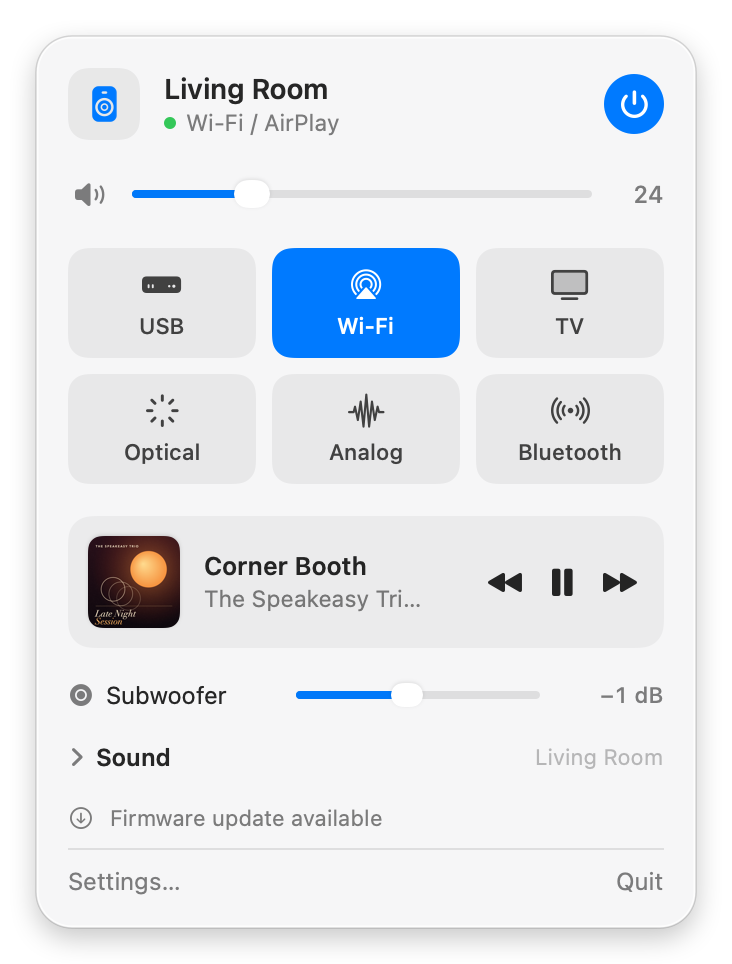 Living Room
Wi-Fi / AirPlay
24
USB
Wi-Fi
TV
Optical
Analog
Bluetooth
THE SPEAKEASY TRIO
Late Night
Session
Corner Booth
The Speakeasy Tri...
Subwoofer
−1 dB
Sound
Living Room
Firmware update available
Settings...
Quit